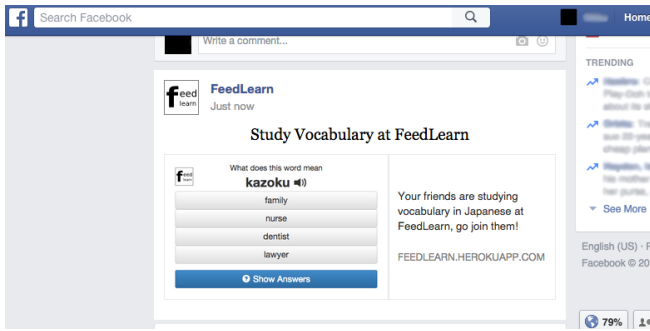 f Search Facebook Home
Write a comment...
TRENDING
feed
learn
FeedLearn
Just now
Study Vocabulary at FeedLearn
feed
learn
What does this word mean
kazoku
family
nurse
dentist
lawyer
Show Answers
Your friends are studying
vocabulary in Japanese at
FeedLearn, go join them!
FEEDLEARN.HEROKUAPP.COM
See More
English (US) ·
Facebook © 20
79%